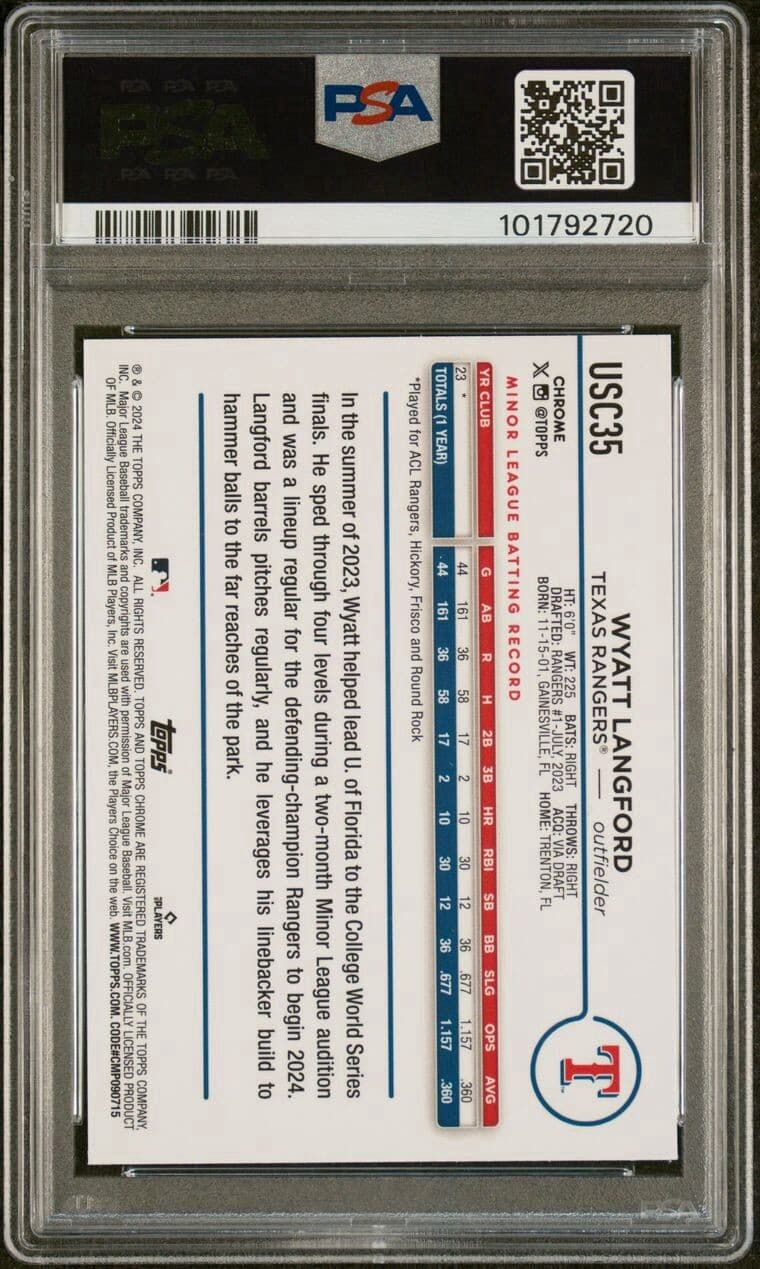 PSA PSA PSA
PSA
PSA PSA PSA
PSA
101792720
USC35
WYATT LANGFORD
TEXAS RANGERS® — outfielder
CHROME
X @TOPPS
HT: 6'0" WT: 225 BATS: RIGHT THROWS: RIGHT
DRAFTED: RANGERS #1-JULY, 2023 ACQ: VIA DRAFT
BORN: 11-15-01, GAINESVILLE, FL HOME: TRENTON, FL
T
MINOR LEAGUE BATTING RECORD
YR CLUB G AB R H 2B 3B HR RBI SB BB SLG OPS AVG
23 * 44 161 36 58 17 2 10 30 12 36 .677 1.157 .360
TOTALS (1 YEAR) 44 161 36 58 17 2 10 30 12 36 .677 1.157 .360
*Played for ACL Rangers, Hickory, Frisco and Round Rock
In the summer of 2023, Wyatt helped lead U. of Florida to the College World Series
finals. He sped through four levels during a two-month Minor League audition
and was a lineup regular for the defending-champion Rangers to begin 2024.
Langford barrels pitches regularly, and he leverages his linebacker build to
hammer balls to the far reaches of the park.
topps®
PLAYERS
® & © 2024 THE TOPPS COMPANY, INC. ALL RIGHTS RESERVED. TOPPS AND TOPPS CHROME ARE REGISTERED TRADEMARKS OF THE TOPPS COMPANY,
INC. Major League Baseball trademarks and copyrights are used with permission of Major League Baseball. Visit MLB.com. OFFICIALLY LICENSED PRODUCT
OF MLB. Officially Licensed Product of MLB Players, Inc. Visit MLBPLAYERS.COM, the Players Choice on the web. WWW.TOPPS.COM. CODE#CMP090715
PSA